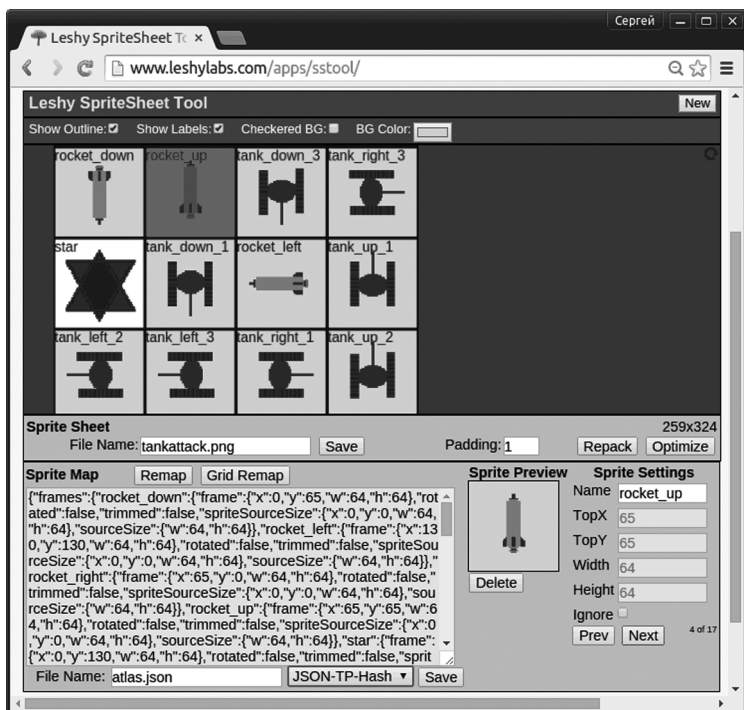 Сергей
Leshy SpriteSheet To
www.leshylabs.com/apps/sstool/
Leshy SpriteSheet Tool
New
Show Outline: Show Labels: Checkered BG: BG Color:
rocket_down rocket_up tank_down_3 tank_right_3
star tank_down_1 rocket_left tank_up_1
tank_left_2 tank_left_3 tank_right_1 tank_up_2
Sprite Sheet 259x324
File Name: tankattack.png Save Padding: 1 Repack Optimize
Sprite Map Remap Grid Remap
{"frames":{"rocket_down":{"frame":{"x":0,"y":65,"w":64,"h":64},"rot
ated":false,"trimmed":false,"spriteSourceSize":{"x":0,"y":0,"w":64,
"h":64},"sourceSize":{"w":64,"h":64}},"rocket_left":{"frame":{"x":13
0,"y":130,"w":64,"h":64},"rotated":false,"trimmed":false,"spriteSou
rceSize":{"x":0,"y":0,"w":64,"h":64},"sourceSize":{"w":64,"h":64}},"
rocket_right":{"frame":{"x":65,"y":0,"w":64,"h":64},"rotated":false,"
trimmed":false,"spriteSourceSize":{"x":0,"y":0,"w":64,"h":64},"sou
rceSize":{"w":64,"h":64}},"rocket_up":{"frame":{"x":65,"y":65,"w":6
4,"h":64},"rotated":false,"trimmed":false,"spriteSourceSize":{"x":0
,"y":0,"w":64,"h":64},"sourceSize":{"w":64,"h":64}},"star":{"frame":
{"x":0,"y":130,"w":64,"h":64},"rotated":false,"trimmed":false,"sprit
File Name: atlas.json JSON-TP-Hash Save
Sprite Preview
Delete
Sprite Settings
Name rocket_up
TopX 65
TopY 65
Width 64
Height 64
Ignore
Prev Next 4 of 17